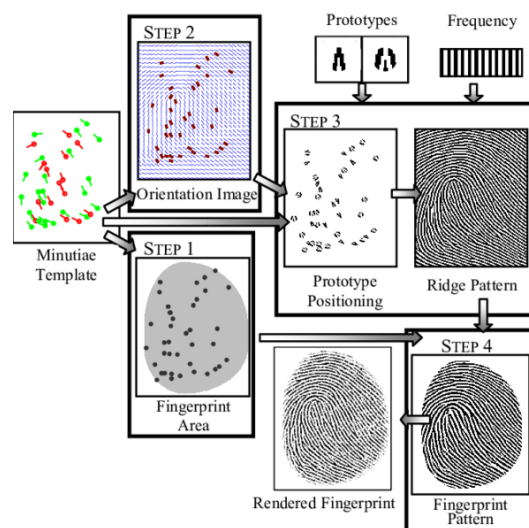 Prototypes
Frequency
STEP 2
Orientation Image
STEP 3
Minutiae
Template
Prototype
Positioning
Ridge Pattern
STEP 1
Fingerprint
Area
STEP 4
Rendered Fingerprint
Fingerprint
Pattern